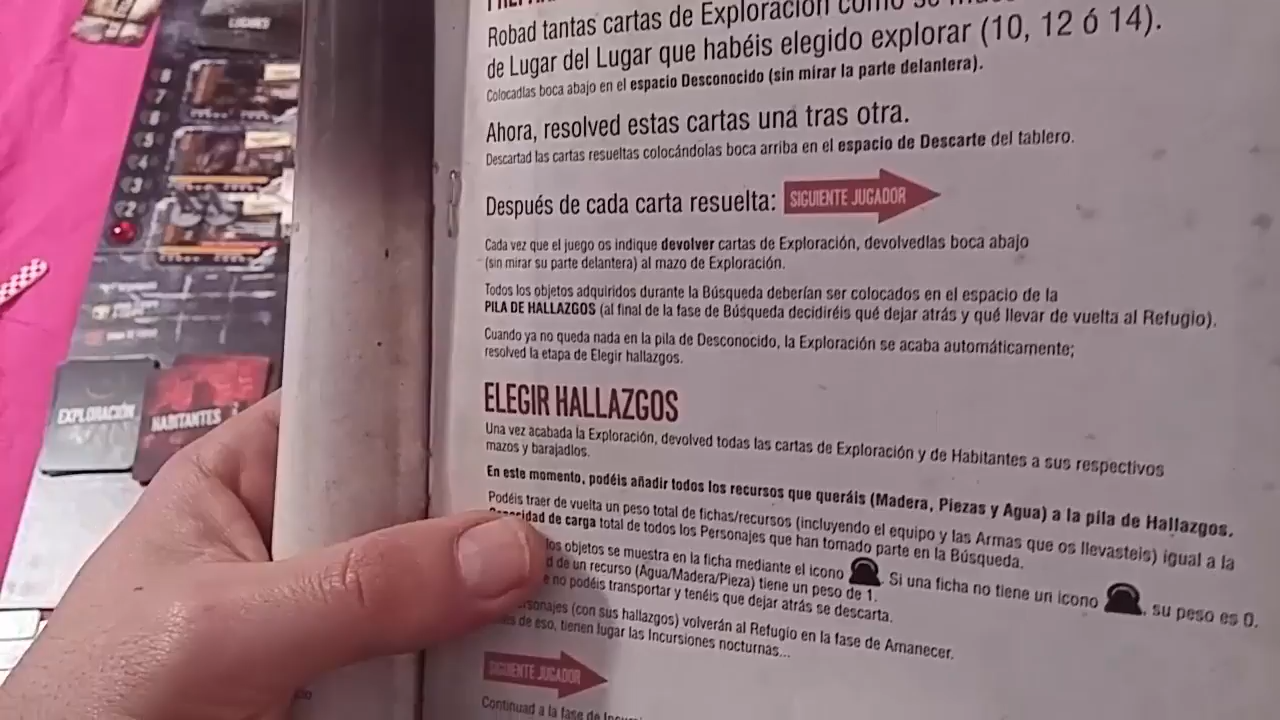 Robad tantas cartas de Exploración como se
de Lugar del Lugar que habéis elegido explorar (10, 12 ó 14).
Colocadlas boca abajo en el espacio Desconocido (sin mirar la parte delantera).
Ahora, resolved estas cartas una tras otra.
Descartad las cartas resueltas colocándolas boca arriba en el espacio de Descarte del tablero.
Después de cada carta resuelta: SIGUIENTE JUGADOR
Cada vez que el juego os indique devolver cartas de Exploración, devolvedlas boca abajo
(sin mirar su parte delantera) al mazo de Exploración.
Todos los objetos adquiridos durante la Búsqueda deberían ser colocados en el espacio de la
PILA DE HALLAZGOS (al final de la fase de Búsqueda decidiréis qué dejar atrás y qué llevar de vuelta al Refugio).
Cuando ya no queda nada en la pila de Desconocido, la Exploración se acaba automáticamente;
resolved la etapa de Elegir hallazgos.
ELEGIR HALLAZGOS
Una vez acabada la Exploración, devolved todas las cartas de Exploración y de Habitantes a sus respectivos
mazos y barajadlos.
En este momento, podéis añadir todos los recursos que queráis (Madera, Piezas y Agua) a la pila de Hallazgos.
Podéis traer de vuelta un peso total de fichas/recursos (incluyendo el equipo y las Armas que os llevasteis) igual a la
de carga total de todos los Personajes que han tomado parte en la Búsqueda.
los objetos se muestra en la ficha mediante el icono . Si una ficha no tiene un icono , su peso es 0.
d de un recurso (Agua/Madera/Pieza) tiene un peso de 1.
e no podéis transportar y tenéis que dejar atrás se descarta.
sonajes (con sus hallazgos) volverán al Refugio en la fase de Amanecer.
de eso, tienen lugar las Incursiones nocturnas...
SIGUIENTE JUGADOR
Continuad a la fase de
EXPLORACIÓN
HABITANTES
8
7
6
5
4
3
2